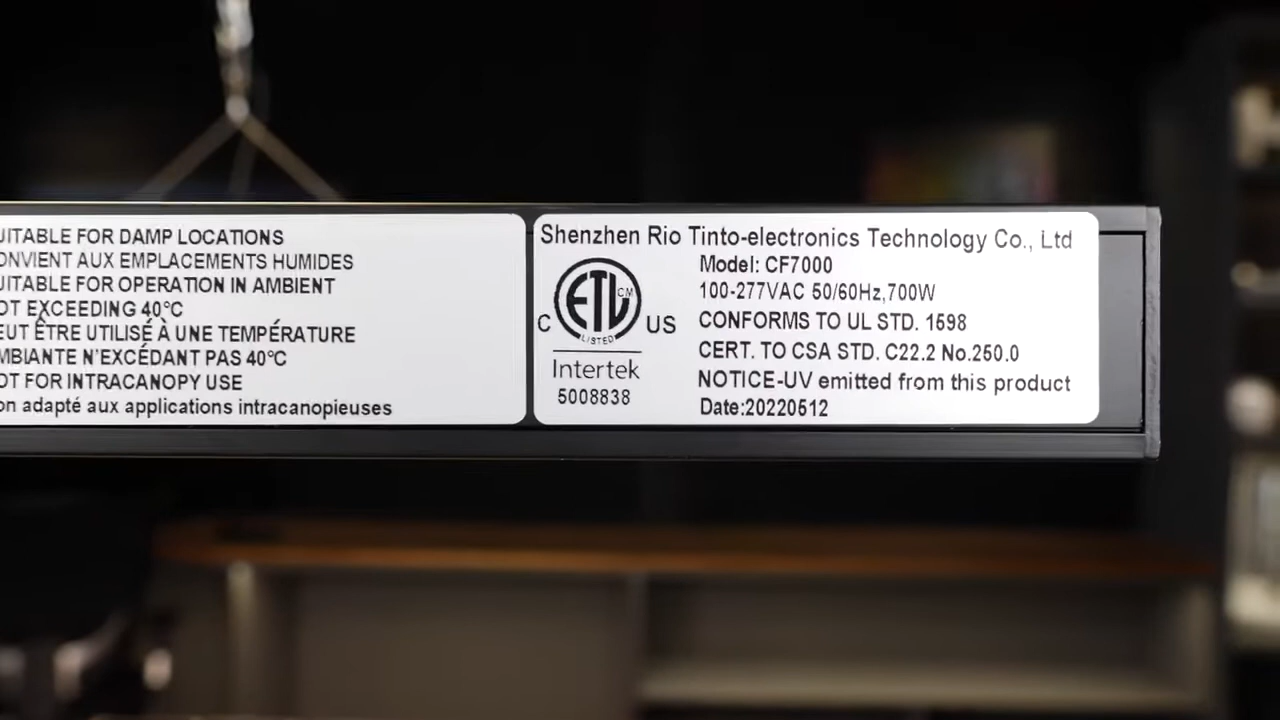 UITABLE FOR DAMP LOCATIONS
ONVIENT AUX EMPLACEMENTS HUMIDES
UITABLE FOR OPERATION IN AMBIENT
OT EXCEEDING 40°C
EUT ÊTRE UTILISÉ À UNE TEMPÉRATURE
MBIANTE N'EXCÉDANT PAS 40°C
OT FOR INTRACANOPY USE
on adapté aux applications intracanopieuses
Shenzhen Rio Tinto-electronics Technology Co., Ltd
Model: CF7000
100-277VAC 50/60Hz,700W
CONFORMS TO UL STD. 1598
CERT. TO CSA STD. C22.2 No.250.0
NOTICE-UV emitted from this product
Date:20220512
ETL CM
LISTED
C US
Intertek
5008838